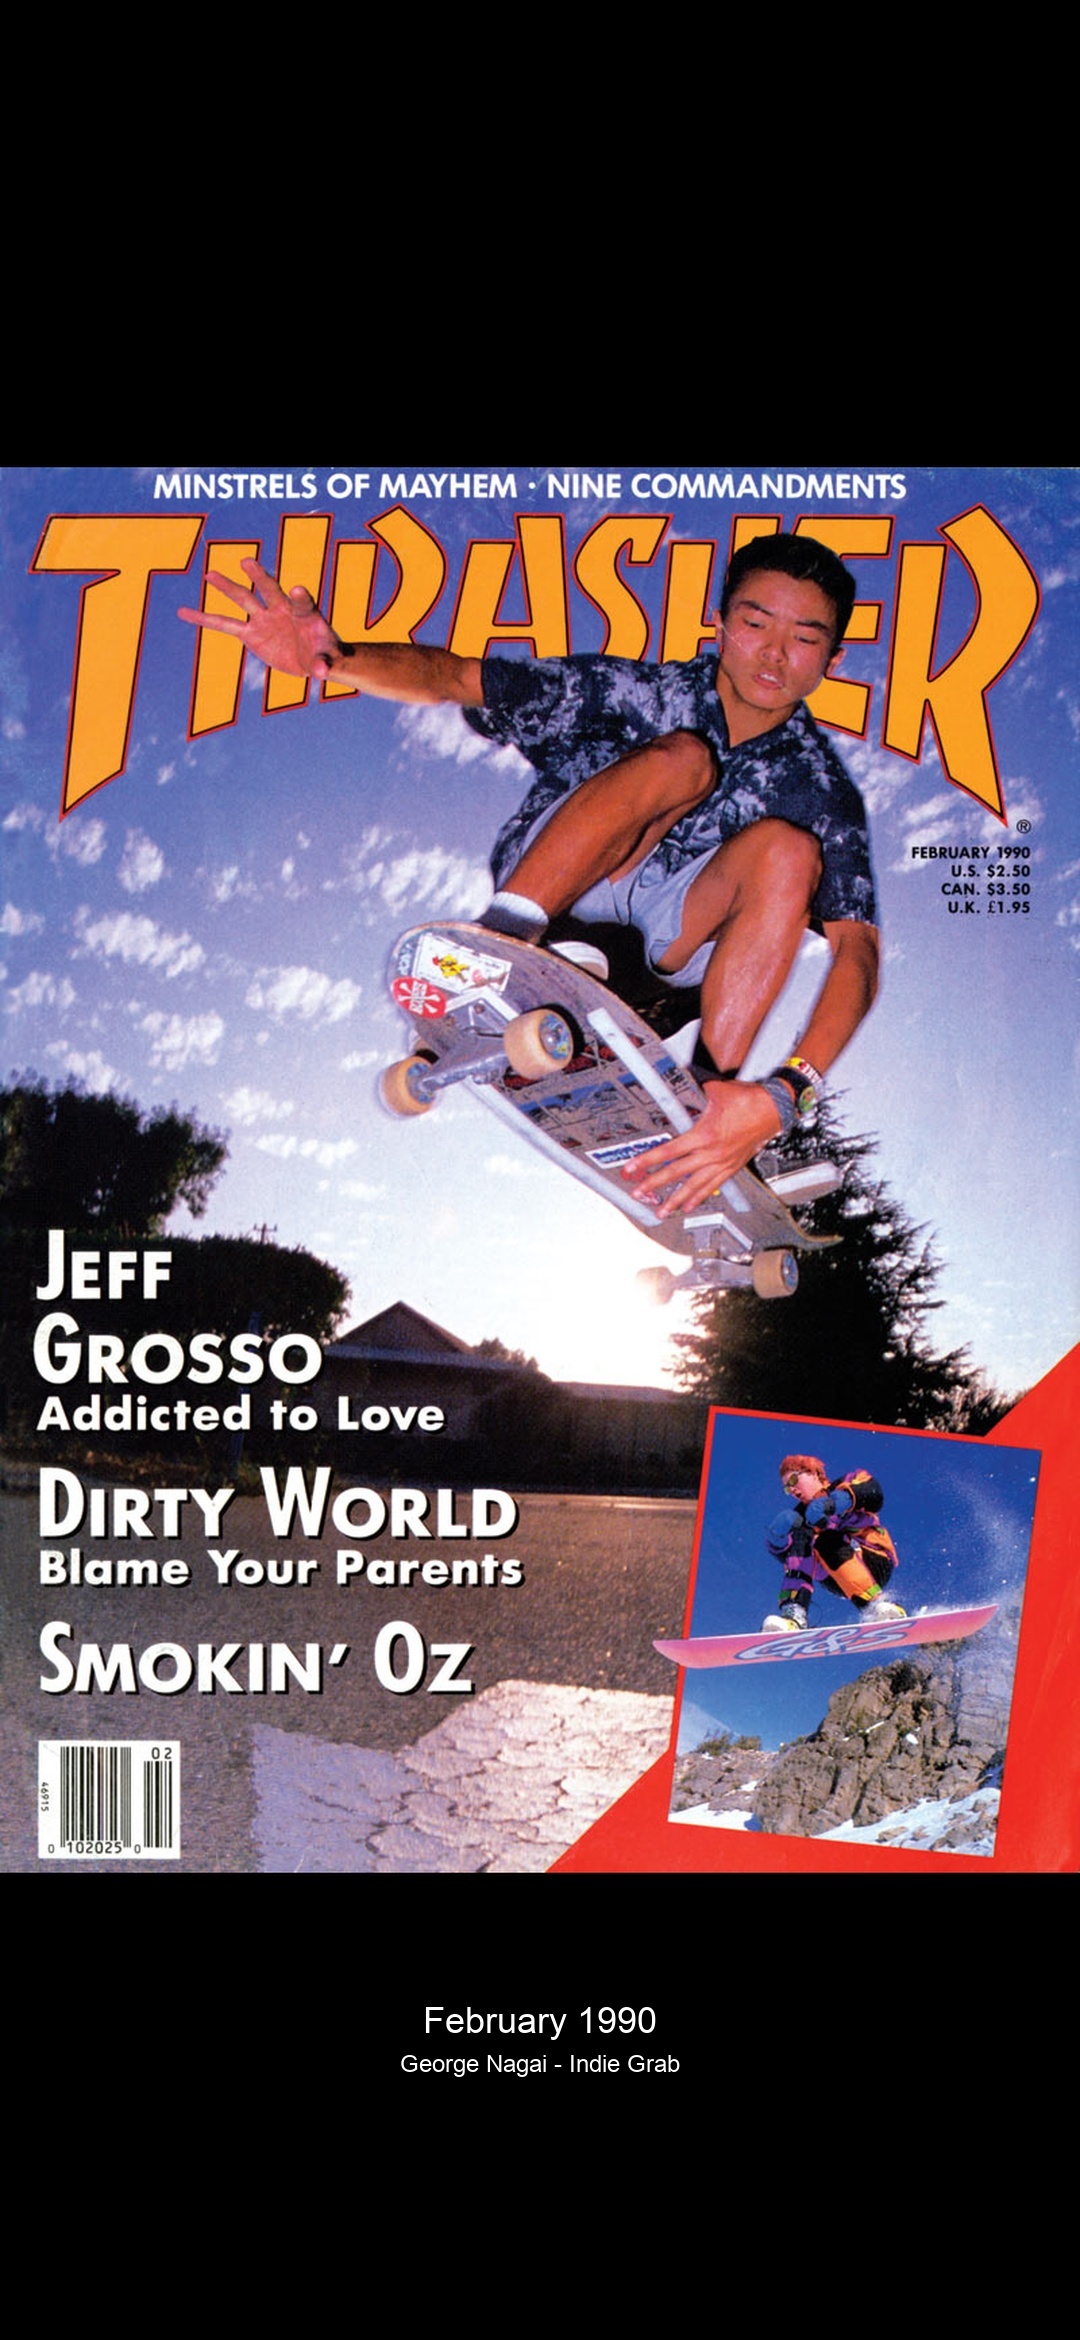 MINSTRELS OF MAYHEM · NINE COMMANDMENTS
THRASHER
®
FEBRUARY 1990
U.S. $2.50
CAN. $3.50
U.K. £1.95
JEFF
GROSSO
Addicted to Love
DIRTY WORLD
Blame Your Parents
SMOKIN' OZ
G&S
02
46915
0 102025 0
February 1990
George Nagai - Indie Grab